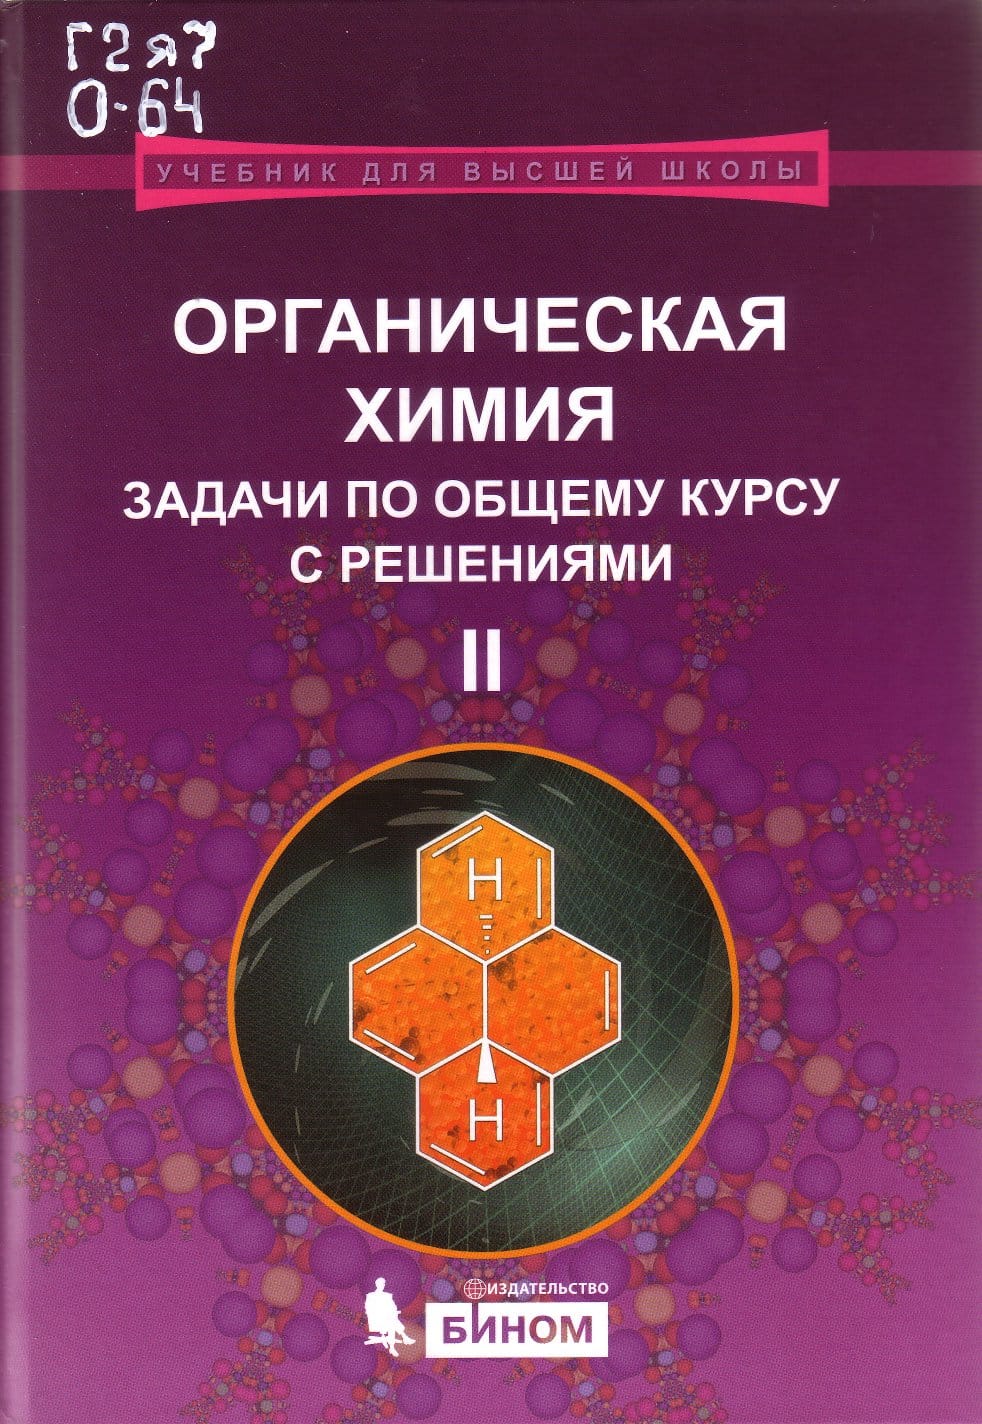 Г2я7
О-64
УЧЕБНИК ДЛЯ ВЫСШЕЙ ШКОЛЫ
ОРГАНИЧЕСКАЯ
ХИМИЯ
ЗАДАЧИ ПО ОБЩЕМУ КУРСУ
С РЕШЕНИЯМИ
II
H
H
ИЗДАТЕЛЬСТВО
БИНОМ